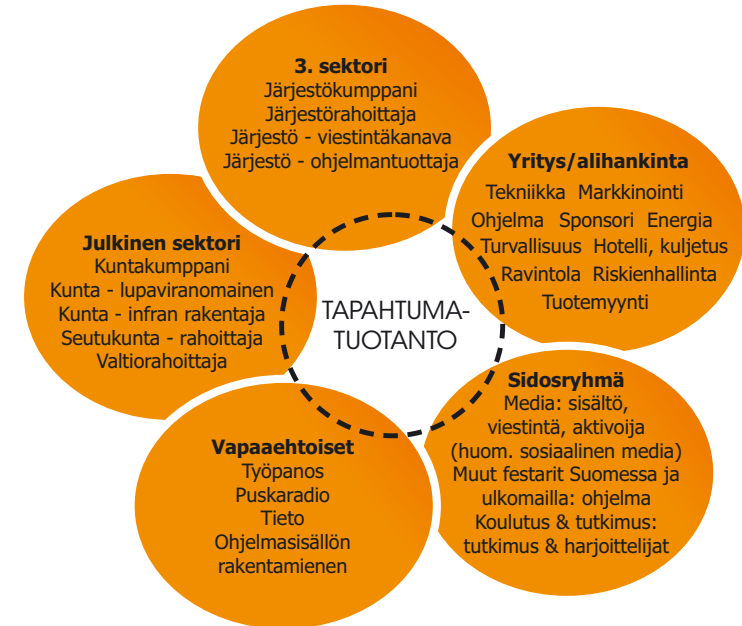 3. sektori
Järjestökumppani
Järjestörahoittaja
Järjestö - viestintäkanava
Järjestö - ohjelmantuottaja
Yritys/alihankinta
Tekniikka Markkinointi
Ohjelma Sponsori Energia
Turvallisuus Hotelli, kuljetus
Ravintola Riskienhallinta
Tuotemyynti
Julkinen sektori
Kuntakumppani
Kunta - lupaviranomainen
Kunta - infran rakentaja
Seutukunta - rahoittaja
Valtiorahoittaja
TAPAHTUMA-
TUOTANTO
Sidosryhmä
Media: sisältö,
viestintä, aktivoija
(huom. sosiaalinen media)
Muut festarit Suomessa ja
ulkomailla: ohjelma
Koulutus & tutkimus:
tutkimus & harjoittelijat
Vapaaehtoiset
Työpanos
Puskaradio
Tieto
Ohjelmasisällön
rakentamienen